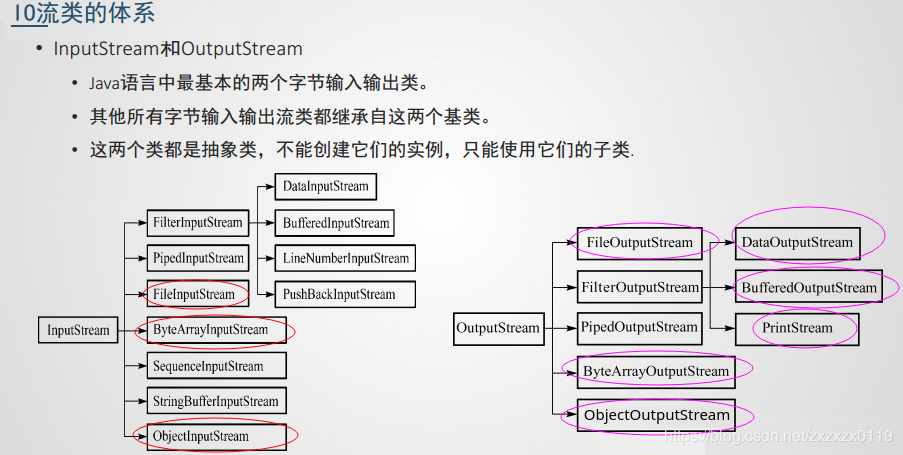 IO流类的体系
• InputStream和OutputStream
• Java语言中最基本的两个字节输入输出类。
• 其他所有字节输入输出流类都继承自这两个基类。
• 这两个类都是抽象类，不能创建它们的实例，只能使用它们的子类.
InputStream
FilterInputStream
PipedInputStream
FileInputStream
ByteArrayInputStream
SequenceInputStream
StringBufferInputStream
ObjectInputStream
DataInputStream
BufferedInputStream
LineNumberInputStream
PushBackInputStream
OutputStream
FileOutputStream
FilterOutputStream
PipedOutputStream
ByteArrayOutputStream
ObjectOutputStream
DataOutputStream
BufferedOutputStream
PrintStream
https://blog.csdn.net/zxzxzx0119